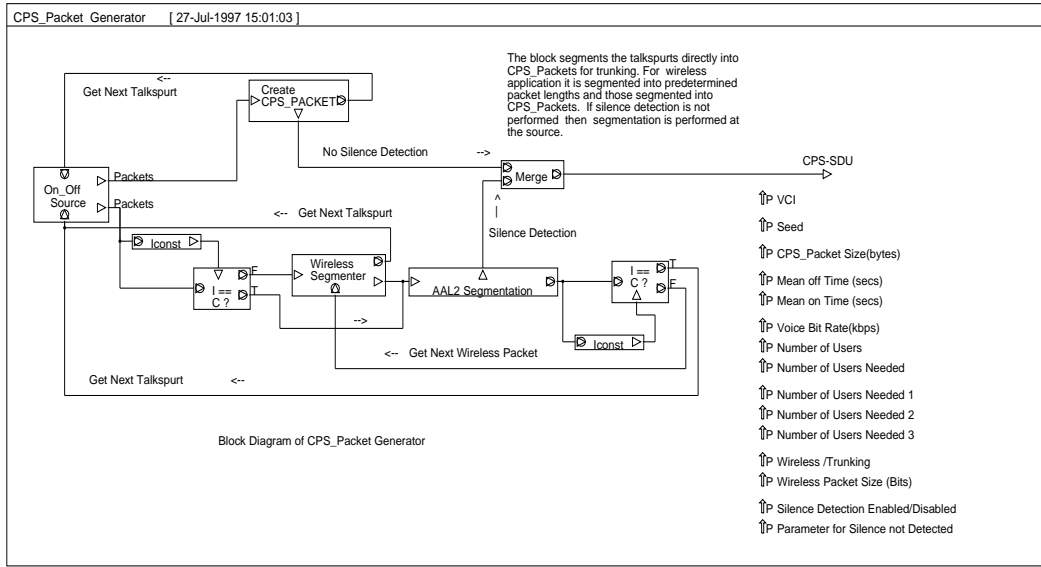 CPS_Packet Generator [ 27-Jul-1997 15:01:03 ]
The block segments the talkspurts directly into
CPS_Packets for trunking. For wireless
application it is segmented into predetermined
packet lengths and those segmented into
CPS_Packets. If silence detection is not
performed then segmentation is performed at
the source.
<--
Get Next Talkspurt
Create
CPS_PACKET
No Silence Detection -->
Merge
CPS-SDU
On_Off
Source
Packets
Packets
<-- Get Next Talkspurt
^
|
Silence Detection
Iconst
I ==
C ?
F
T
Wireless
Segmenter
AAL2 Segmentation
I ==
C ?
T
F
-->
Iconst
<-- Get Next Wireless Packet
Get Next Talkspurt <--
Block Diagram of CPS_Packet Generator
⇑P VCI
⇑P Seed
⇑P CPS_Packet Size(bytes)
⇑P Mean off Time (secs)
⇑P Mean on Time (secs)
⇑P Voice Bit Rate(kbps)
⇑P Number of Users
⇑P Number of Users Needed
⇑P Number of Users Needed 1
⇑P Number of Users Needed 2
⇑P Number of Users Needed 3
⇑P Wireless /Trunking
⇑P Wireless Packet Size (Bits)
⇑P Silence Detection Enabled/Disabled
⇑P Parameter for Silence not Detected